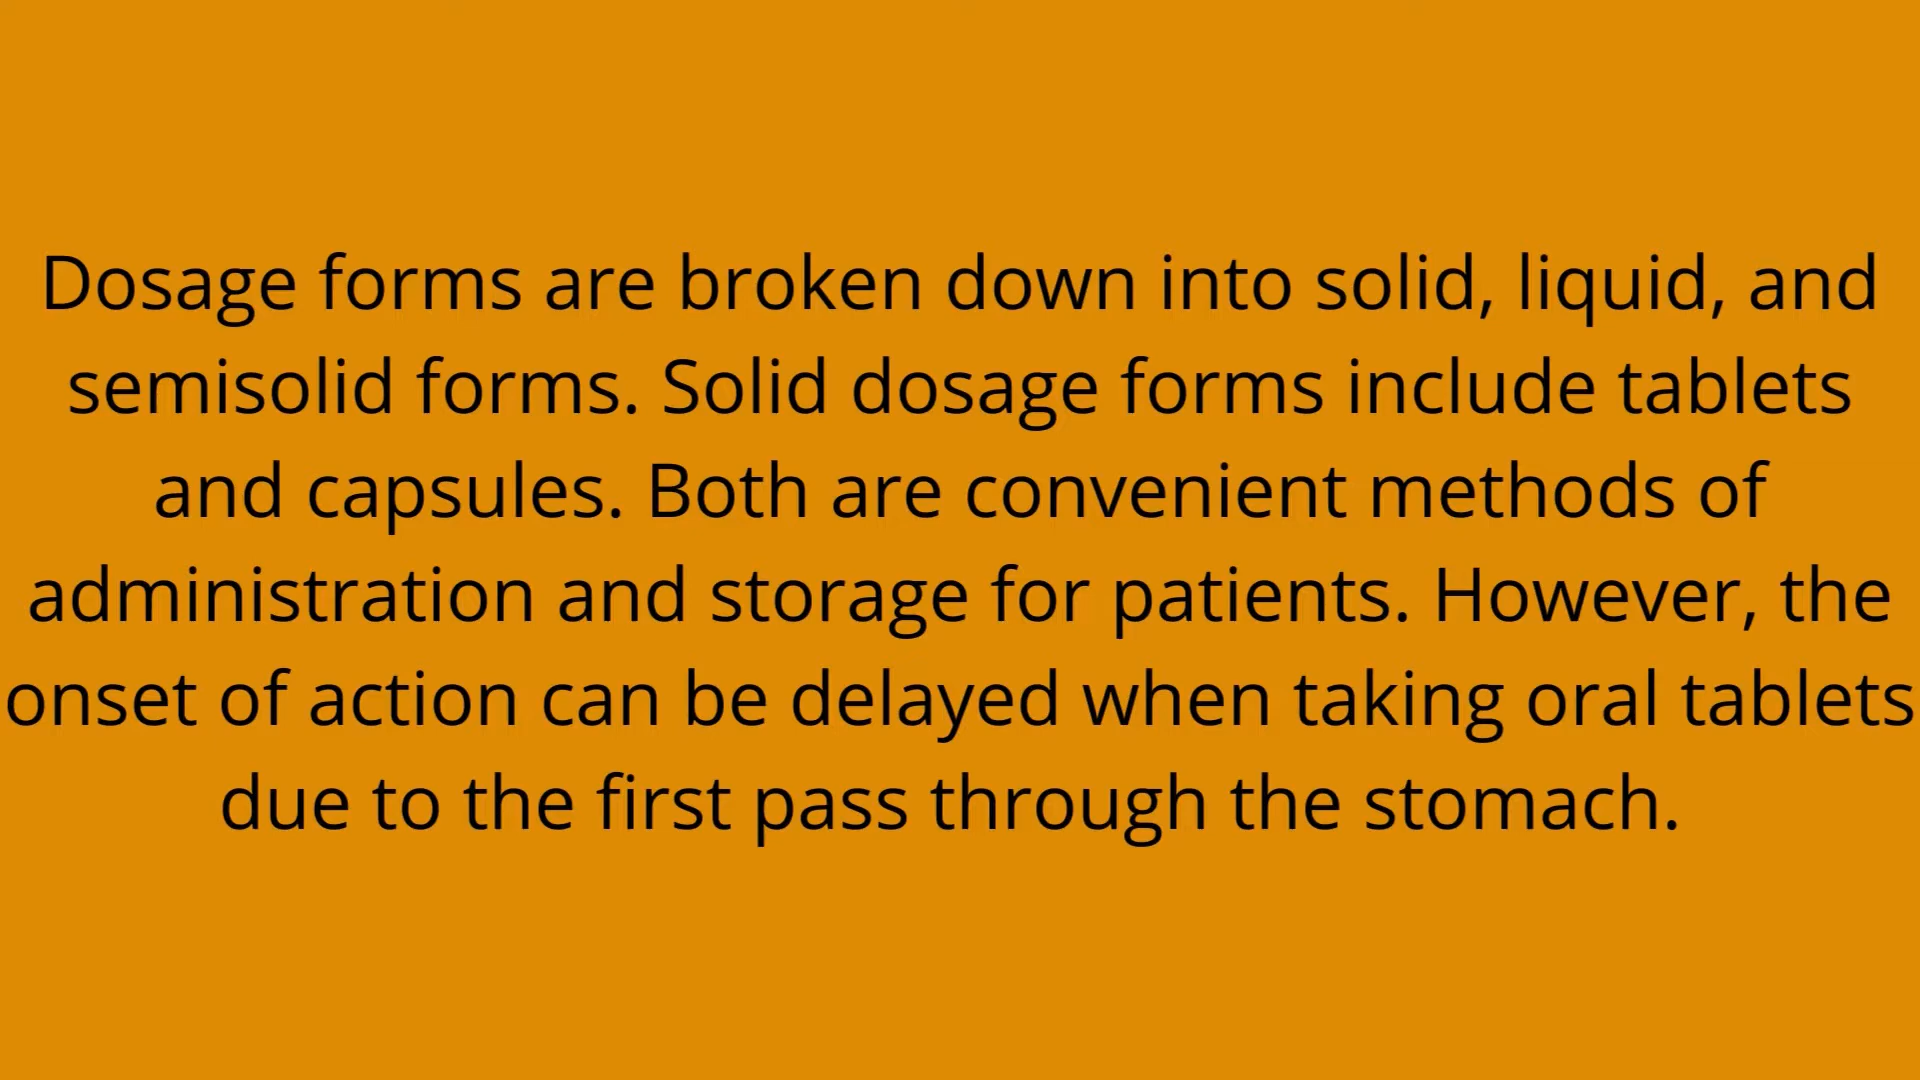 Dosage forms are broken down into solid, liquid, and
semisolid forms. Solid dosage forms include tablets
and capsules. Both are convenient methods of
administration and storage for patients. However, the
onset of action can be delayed when taking oral tablets
due to the first pass through the stomach.